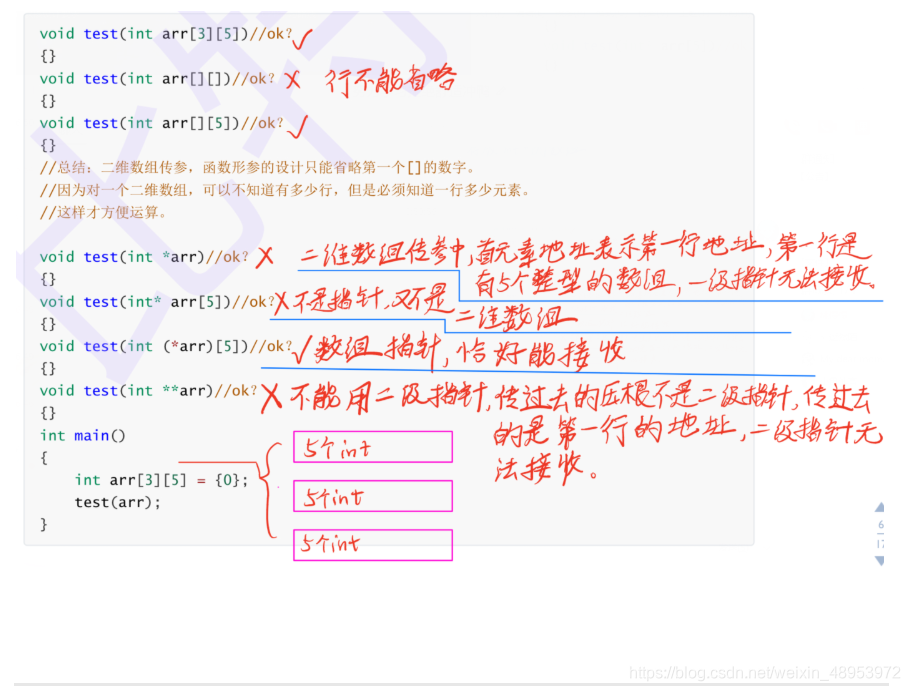 void test(int arr[3][5])//ok?✓
{}
void test(int arr[][])//ok? X 行不能省略
{}
void test(int arr[][5])//ok?✓
{}
//总结：二维数组传参，函数形参的设计只能省略第一个[]的数字。
//因为对一个二维数组，可以不知道有多少行，但是必须知道一行多少元素。
//这样才方便运算。
void test(int *arr)//ok? X 二维数组传参中,首元素地址表示第一行地址,第一行是
有5个整型的数组,一级指针无法接收。
{}
void test(int* arr[5])//ok? X 不是指针,又不是
二维数组
{}
void test(int (*arr)[5])//ok?✓数组指针,恰好能接收
{}
void test(int **arr)//ok? X 不能用二级指针,传过去的压根不是二级指针,传过去
的是第一行的地址,二级指针无
法接收。
{}
int main()
{
5个int
int arr[3][5] = {0};
test(arr);
5个int
}
5个int
6
17
https://blog.csdn.net/weixin_48953972
比特